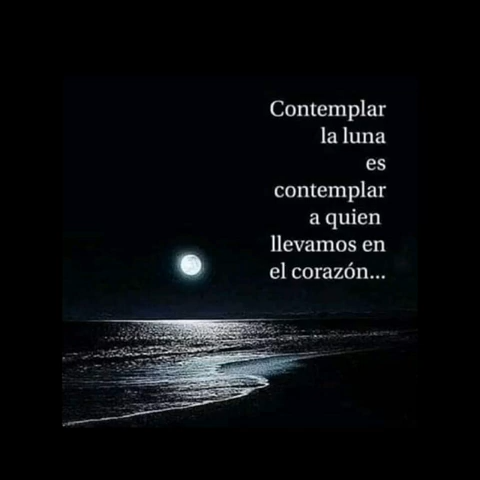 Contemplar
la luna
es
contemplar
a quien
llevamos en
el corazón...